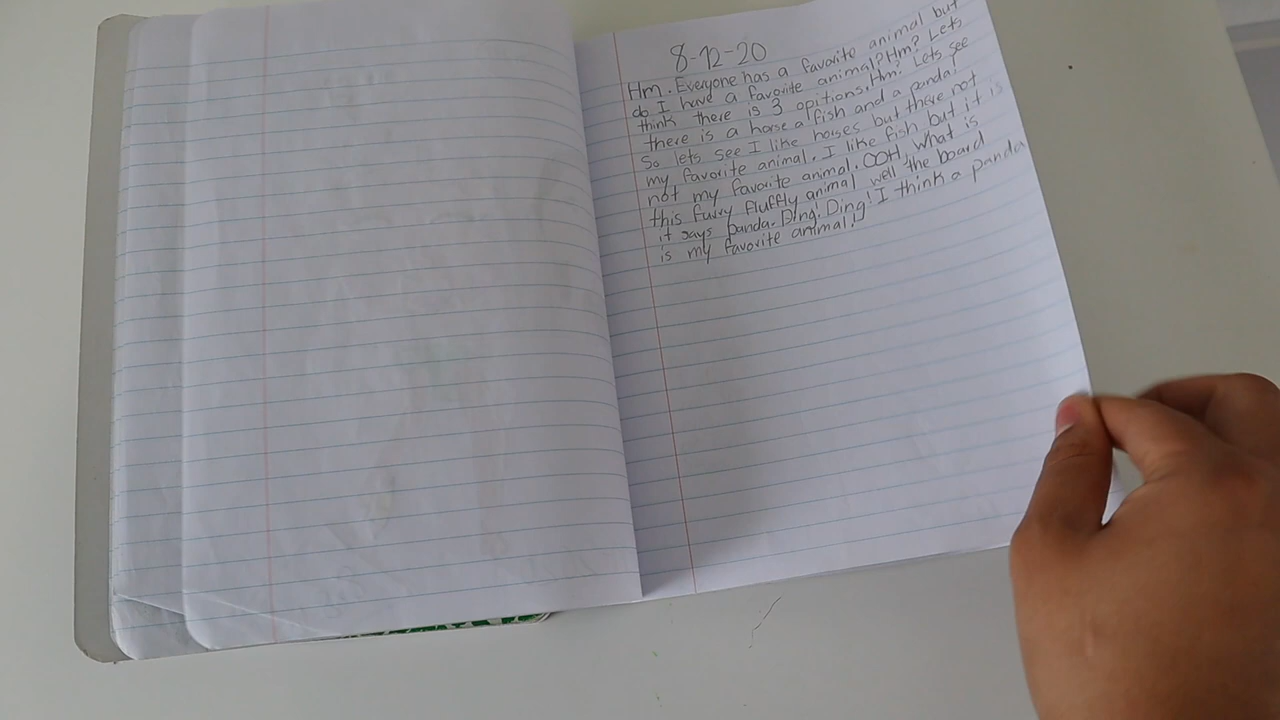 8-12-20
Hm. Everyone has a favorite animal but
do I have a favorite animal? Hm? Lets
think there is 3 opitions. Hm? Lets see
there is a horse a fish and a panda,
So lets see I like horses but there not
my favorite animal. I like fish but it is
not my favorite animal. OOH, What is
this furry fluffly animal well the board
it says panda. Ding! Ding! I think a panda
is my favorite animal!